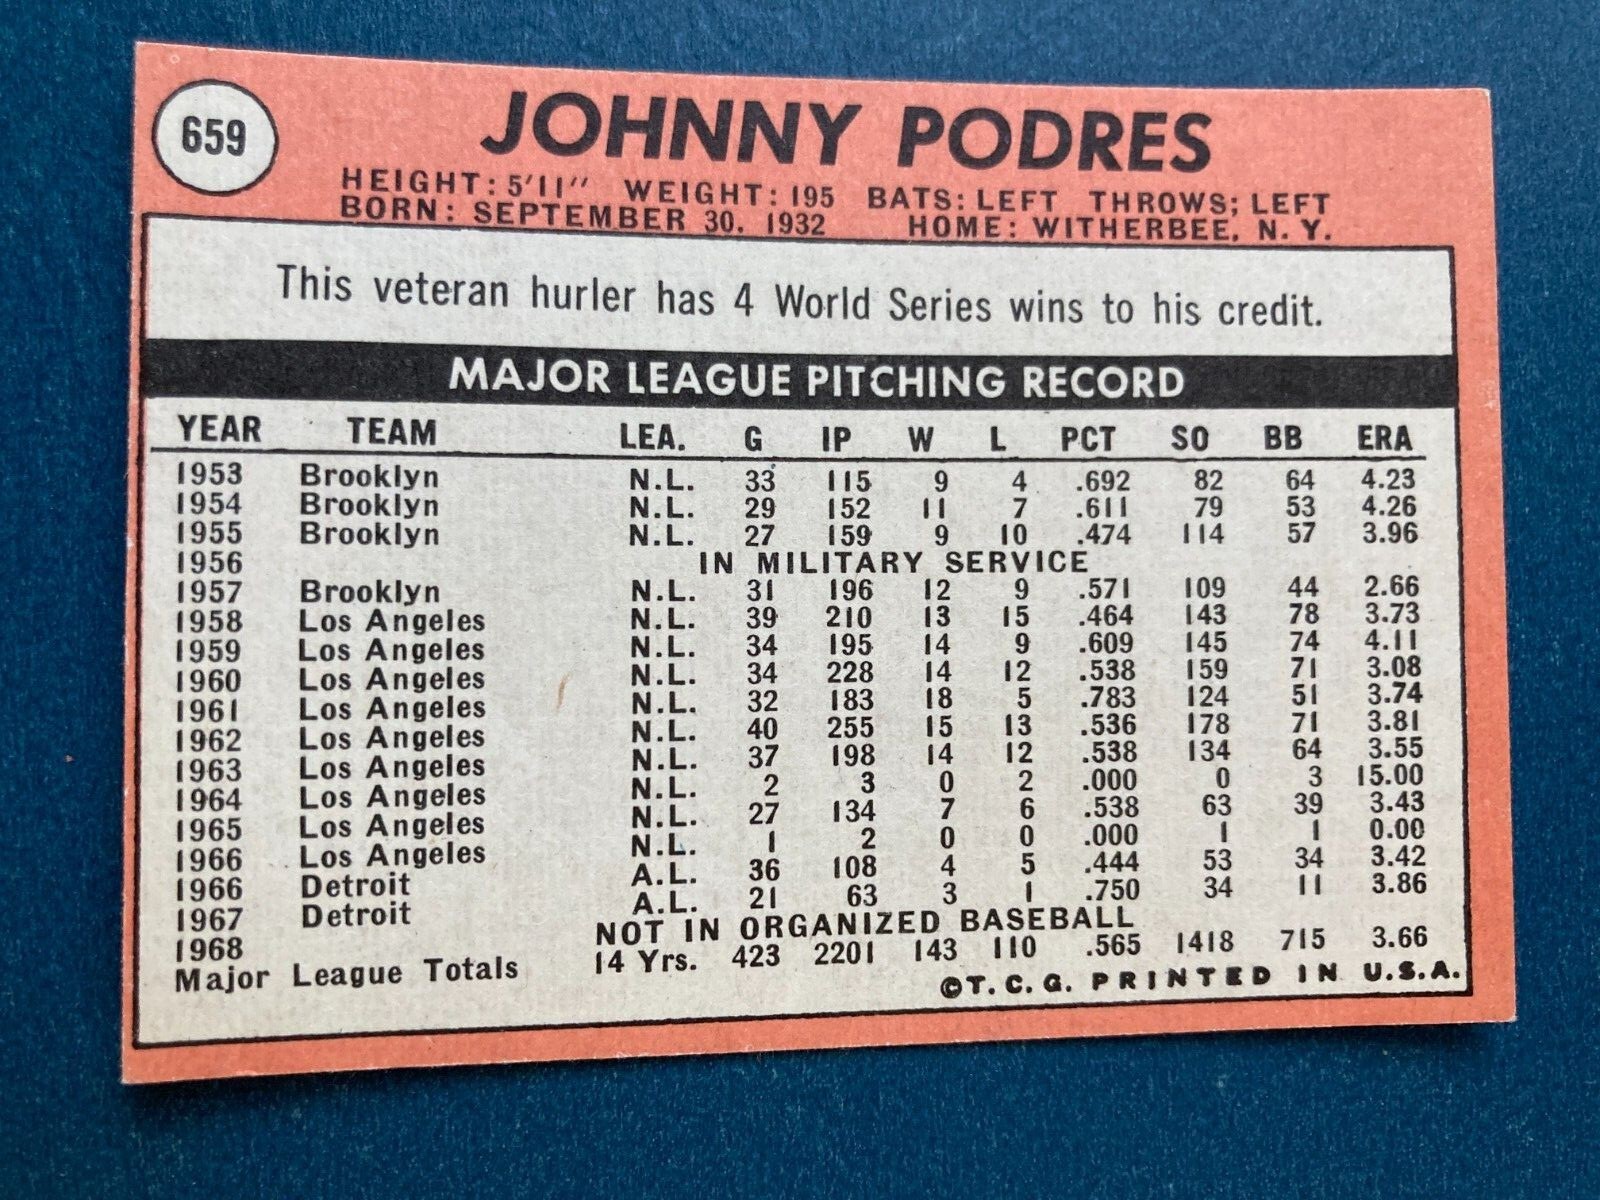 659
JOHNNY PODRES
HEIGHT: 5'11" WEIGHT: 195 BATS: LEFT THROWS; LEFT
BORN: SEPTEMBER 30, 1932 HOME: WITHERBEE, N. Y.
This veteran hurler has 4 World Series wins to his credit.
MAJOR LEAGUE PITCHING RECORD
YEAR TEAM LEA. G IP W L PCT SO BB ERA
1953 Brooklyn N.L. 33 115 9 4 .692 82 64 4.23
1954 Brooklyn N.L. 29 152 11 7 .611 79 53 4.26
1955 Brooklyn N.L. 27 159 9 10 .474 114 57 3.96
1956 IN MILITARY SERVICE
1957 Brooklyn N.L. 31 196 12 9 .571 109 44 2.66
1958 Los Angeles N.L. 39 210 13 15 .464 143 78 3.73
1959 Los Angeles N.L. 34 195 14 9 .609 145 74 4.11
1960 Los Angeles N.L. 34 228 14 12 .538 159 71 3.08
1961 Los Angeles N.L. 32 183 18 5 .783 124 51 3.74
1962 Los Angeles N.L. 40 255 15 13 .536 178 71 3.81
1963 Los Angeles N.L. 37 198 14 12 .538 134 64 3.55
1964 Los Angeles N.L. 2 3 0 2 .000 0 3 15.00
1965 Los Angeles N.L. 27 134 7 6 .538 63 39 3.43
1966 Los Angeles N.L. 1 2 0 0 .000 1 1 0.00
1966 Detroit A.L. 36 108 4 5 .444 53 34 3.42
1967 Detroit A.L. 21 63 3 1 .750 34 11 3.86
1968 NOT IN ORGANIZED BASEBALL
Major League Totals 14 Yrs. 423 2201 143 110 .565 1418 715 3.66
©T. C. G. PRINTED IN U.S.A.